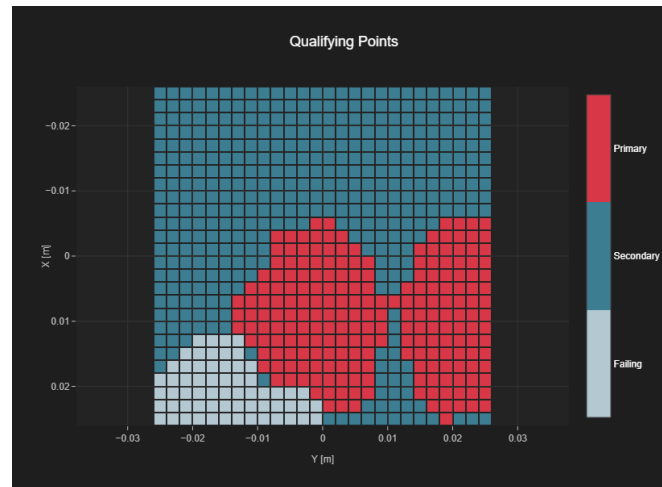 Qualifying Points
−0.02
−0.01
0
0.01
0.02
X [m]
−0.03
−0.02
−0.01
0
0.01
0.02
0.03
Y [m]
Primary
Secondary
Failing